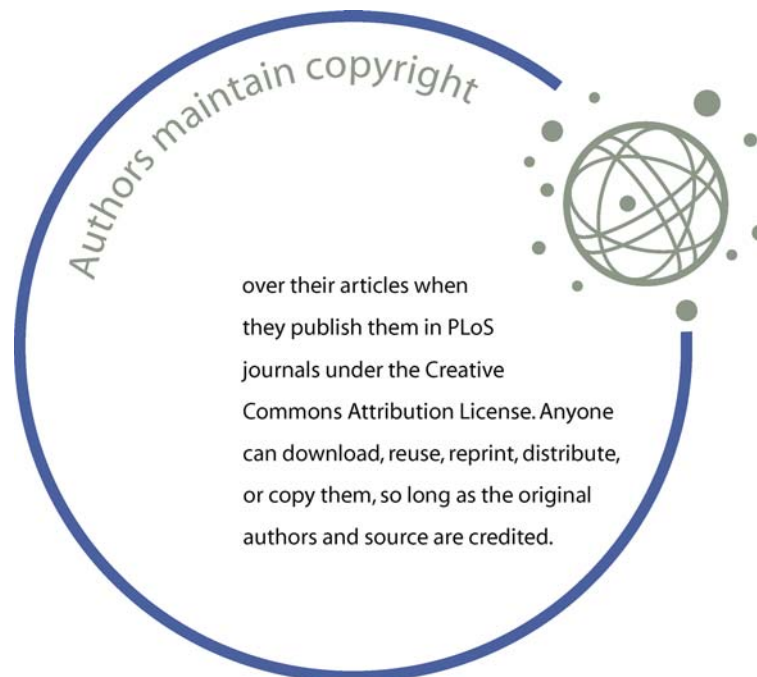 Authors maintain copyright
over their articles when
they publish them in PLoS
journals under the Creative
Commons Attribution License. Anyone
can download, reuse, reprint, distribute,
or copy them, so long as the original
authors and source are credited.